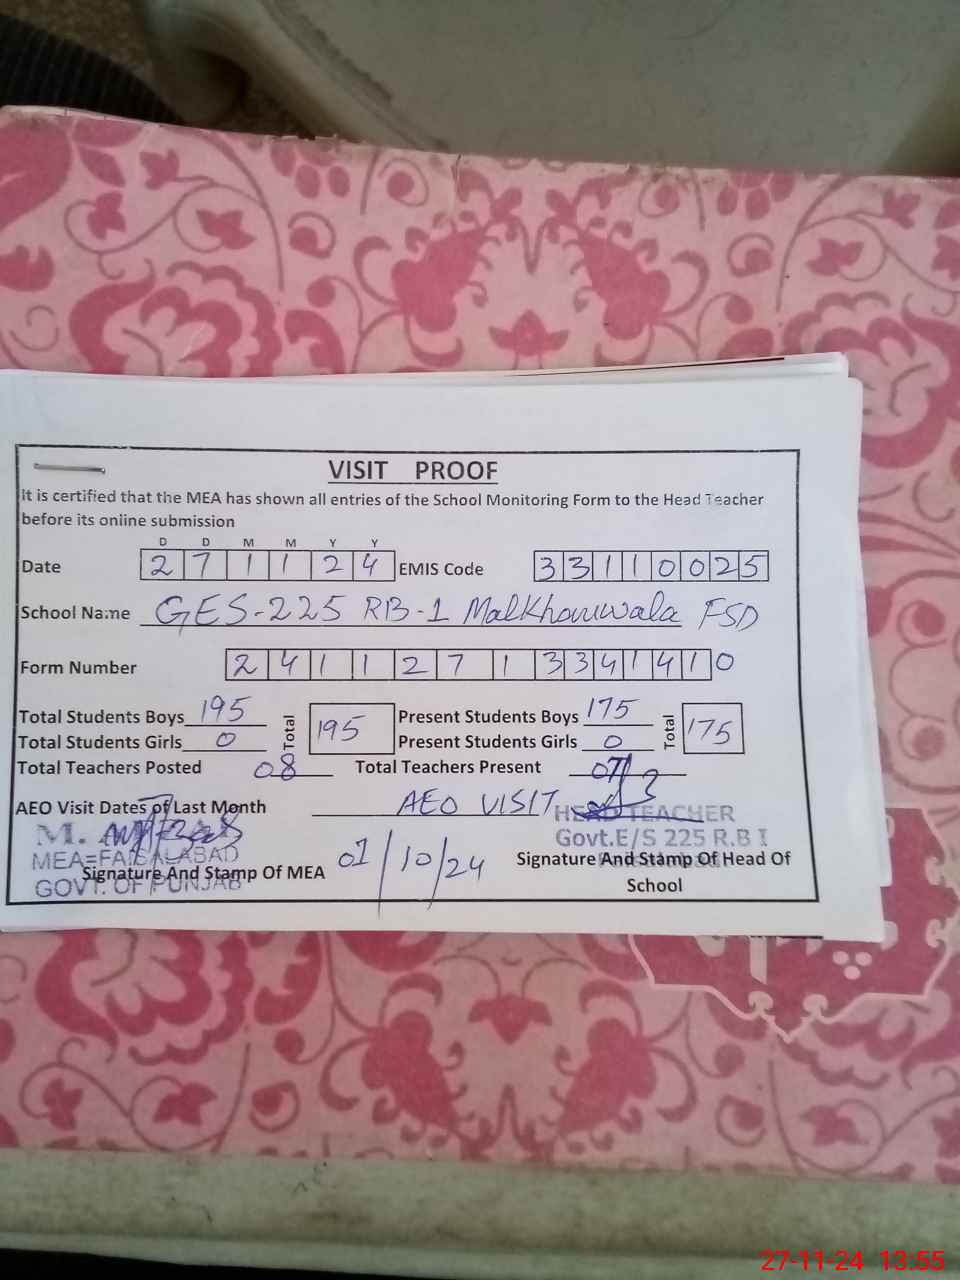 VISIT PROOF
It is certified that the MEA has shown all entries of the School Monitoring Form to the Head Teacher
before its online submission
D D M M Y Y
Date 2 7 1 1 2 4 EMIS Code 3 3 1 1 0 0 2 5
School Name GES-225 RB-1 Malkhanwala FSD
Form Number 2 4 1 1 2 7 1 3 3 4 1 4 1 0
Total Students Boys 195 Total 195 Present Students Boys 175 Total 175
Total Students Girls 0 Present Students Girls 0
Total Teachers Posted 08 Total Teachers Present 07
AEO Visit Dates of Last Month AEO VISIT
01/10/24
M.
MEA=FAISALABAD
GOVT. OF PUNJAB
Signature And Stamp Of MEA
HEAD TEACHER
Govt.E/S 225 R.B I
Signature And Stamp Of Head Of
School
27-11-24 13:55